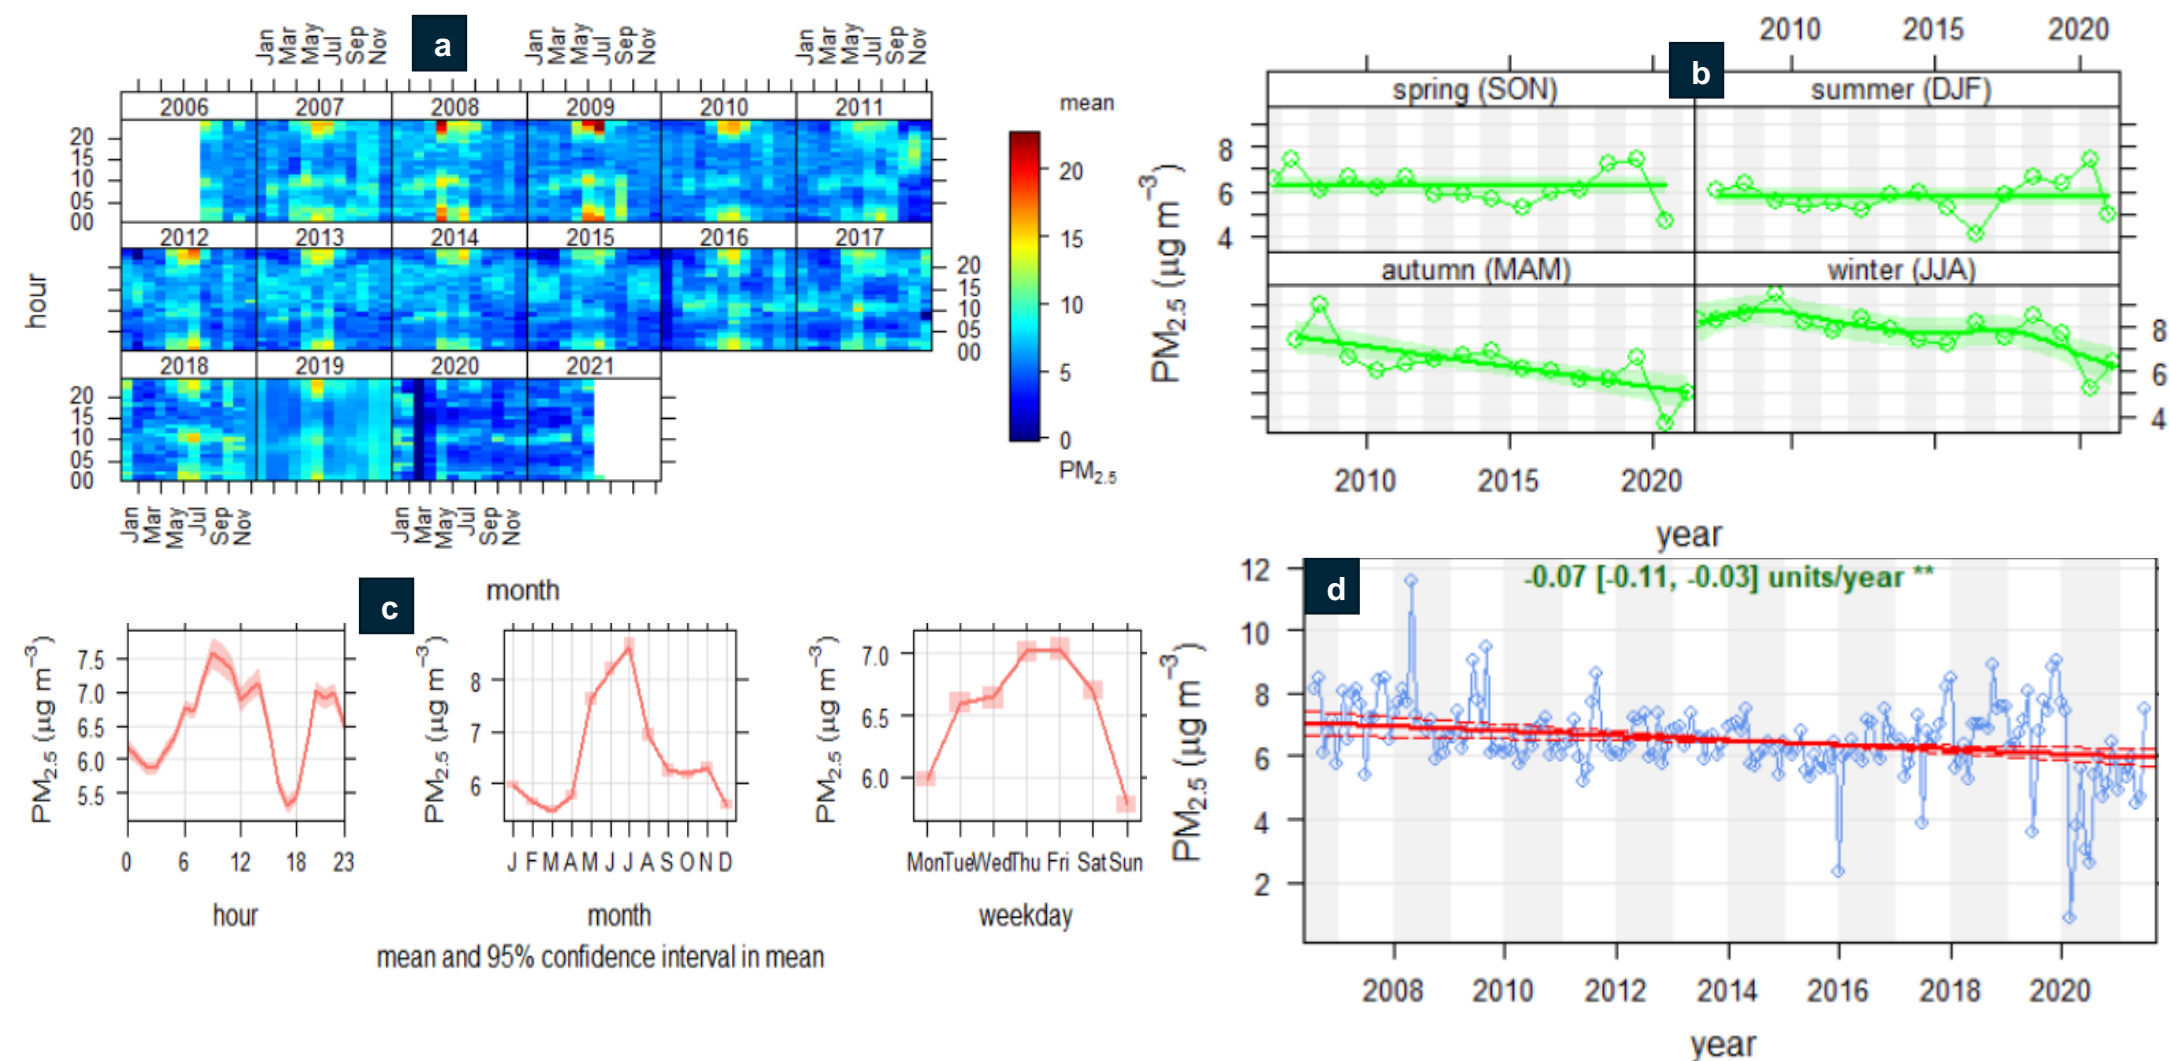 a
Jan Mar May Jul Sep Nov Jan Mar May Jul Sep Nov Jan Mar May Jul Sep Nov
2006 2007 2008 2009 2010 2011
20
15
10
05
00
2012 2013 2014 2015 2016 2017
20
15
10
05
00
2018 2019 2020 2021
20
15
10
05
00
Jan Mar May Jul Sep Nov Jan Mar May Jul Sep Nov
hour
month
mean
20
15
10
5
0
PM2.5
b
2010 2015 2020
spring (SON) summer (DJF)
8
6
4
autumn (MAM) winter (JJA)
8
6
4
2010 2015 2020
PM2.5 (μg m−3)
year
c
PM2.5 (μg m−3)
7.5
7.0
6.5
6.0
5.5
0 6 12 18 23
hour
PM2.5 (μg m−3)
8
7
6
J F M A M J J A S O N D
month
PM2.5 (μg m−3)
7.0
6.5
6.0
Mon Tue Wed Thu Fri Sat Sun
weekday
mean and 95% confidence interval in mean
d
-0.07 [-0.11, -0.03] units/year **
PM2.5 (μg m−3)
12
10
8
6
4
2
2008 2010 2012 2014 2016 2018 2020
year